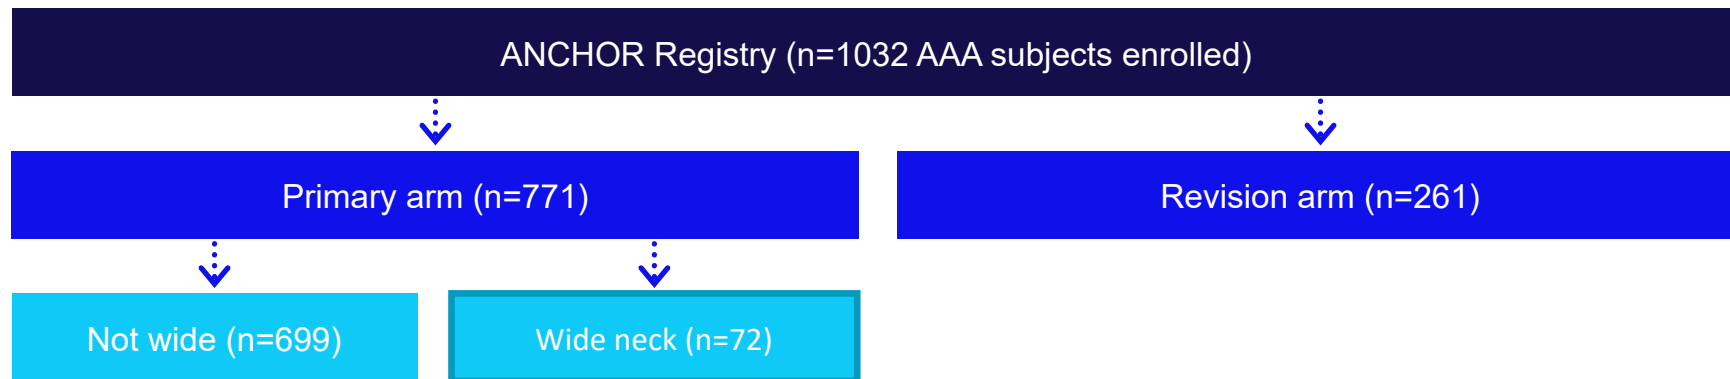 ANCHOR Registry (n=1032 AAA subjects enrolled)
Primary arm (n=771)
Revision arm (n=261)
Not wide (n=699)
Wide neck (n=72)